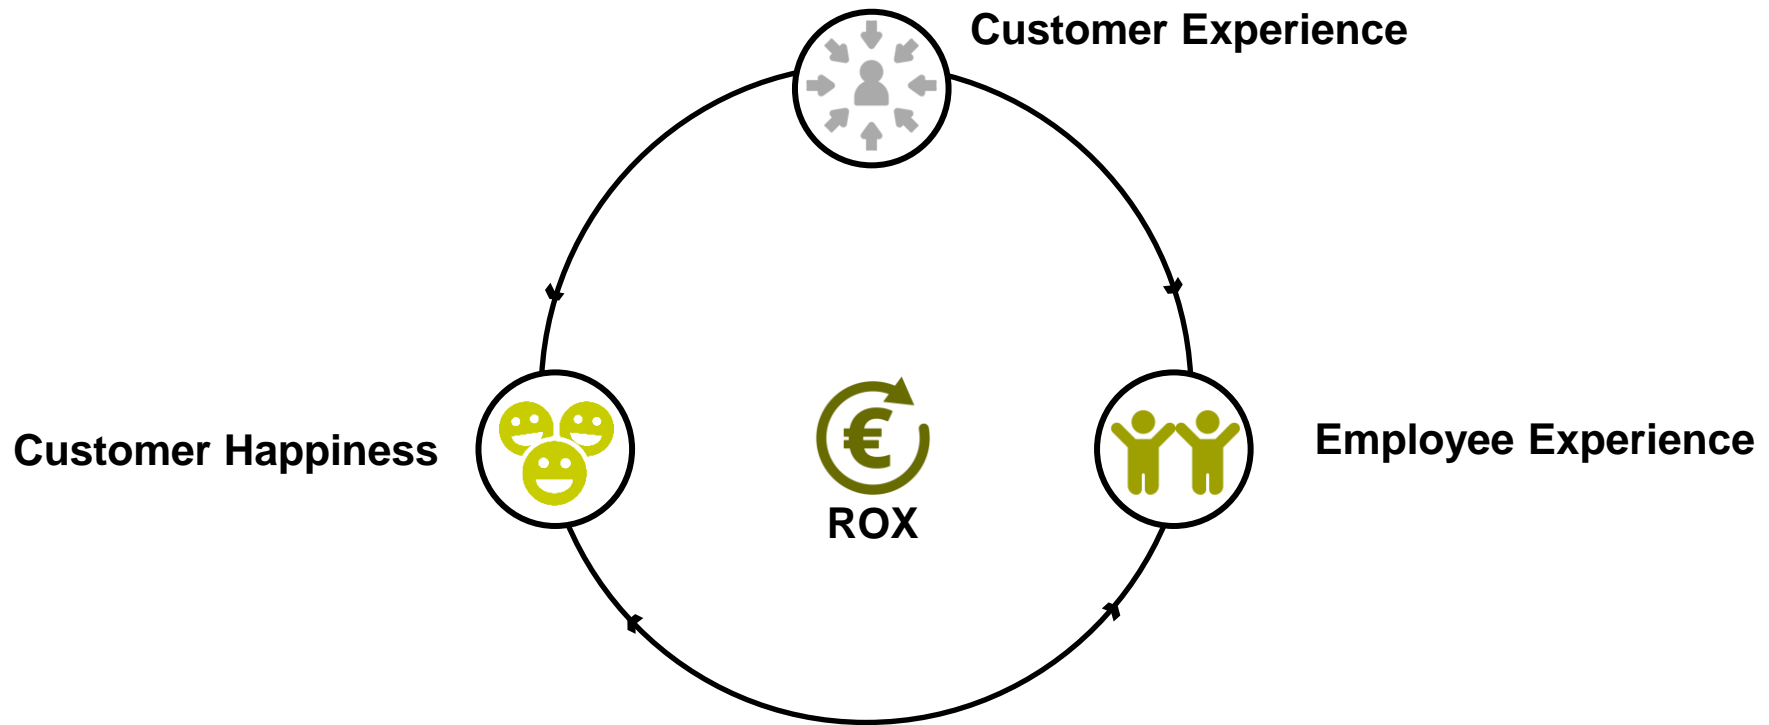 Customer Experience
Customer Happiness
Employee Experience
€
ROX